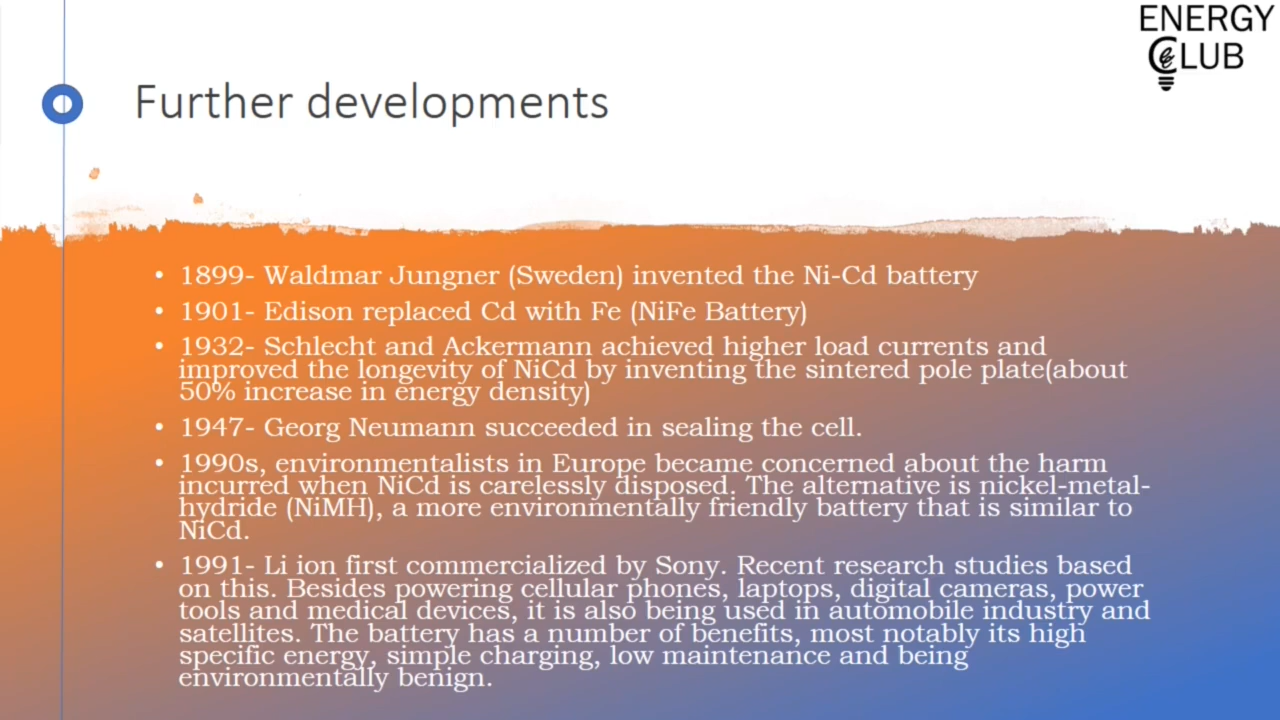 ENERGY
CLUB
Further developments
• 1899- Waldmar Jungner (Sweden) invented the Ni-Cd battery
• 1901- Edison replaced Cd with Fe (NiFe Battery)
• 1932- Schlecht and Ackermann achieved higher load currents and
improved the longevity of NiCd by inventing the sintered pole plate(about
50% increase in energy density)
• 1947- Georg Neumann succeeded in sealing the cell.
• 1990s, environmentalists in Europe became concerned about the harm
incurred when NiCd is carelessly disposed. The alternative is nickel-metal-
hydride (NiMH), a more environmentally friendly battery that is similar to
NiCd.
• 1991- Li ion first commercialized by Sony. Recent research studies based
on this. Besides powering cellular phones, laptops, digital cameras, power
tools and medical devices, it is also being used in automobile industry and
satellites. The battery has a number of benefits, most notably its high
specific energy, simple charging, low maintenance and being
environmentally benign.